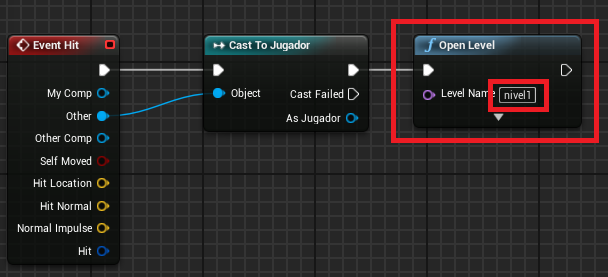 Event Hit
My Comp
Other
Other Comp
Self Moved
Hit Location
Hit Normal
Normal Impulse
Hit
Cast To Jugador
Object
Cast Failed
As Jugador
f Open Level
Level Name nivel1